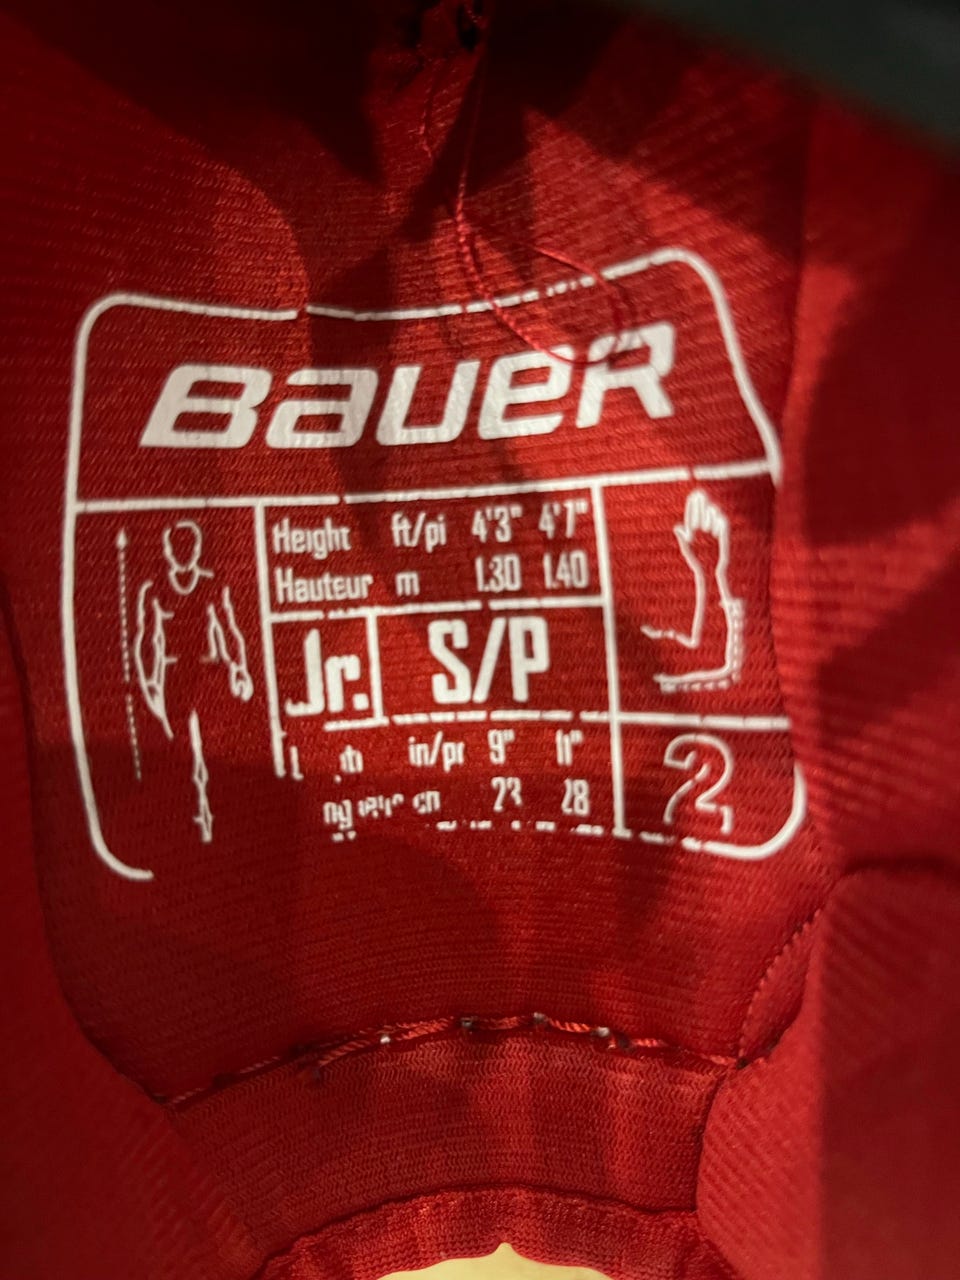 BAUER
Height ft/pi 4'3" 4'7"
Hauteur m 1.30 1.40
Jr. S/P
in/po 9" 11"
28
2